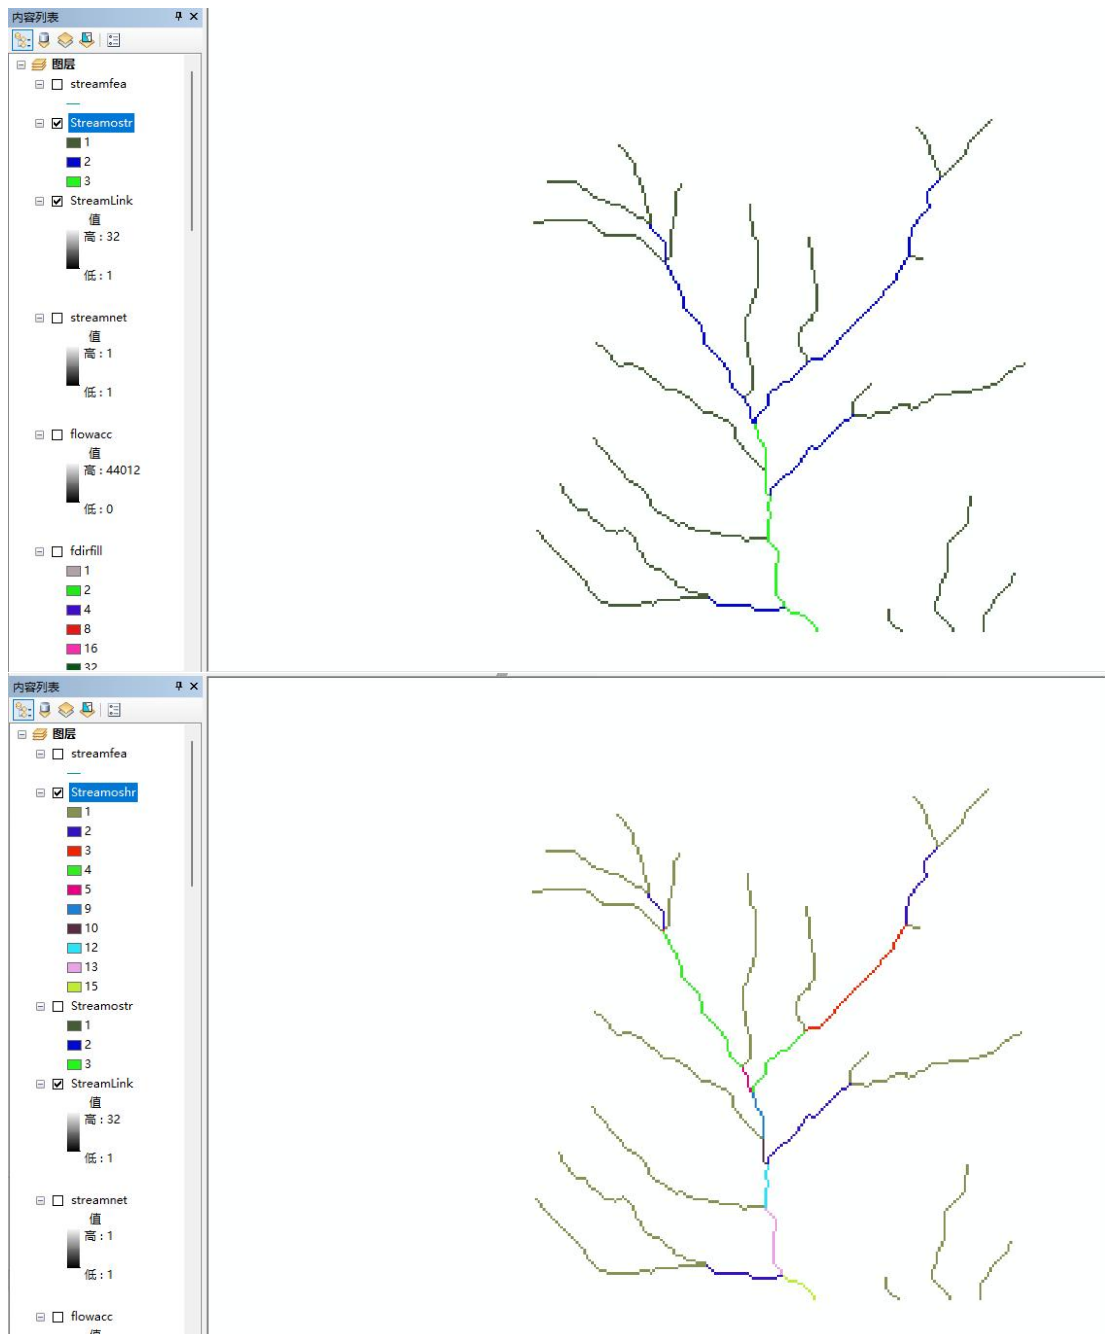 内容列表
图层
streamfea
Streamostr
1
2
3
StreamLink
值
高 : 32
低 : 1
streamnet
值
高 : 1
低 : 1
flowacc
值
高 : 44012
低 : 0
fdirfill
1
2
4
8
16
32
内容列表
图层
streamfea
Streamoshr
1
2
3
4
5
9
10
12
13
15
Streamostr
1
2
3
StreamLink
值
高 : 32
低 : 1
streamnet
值
高 : 1
低 : 1
flowacc
值